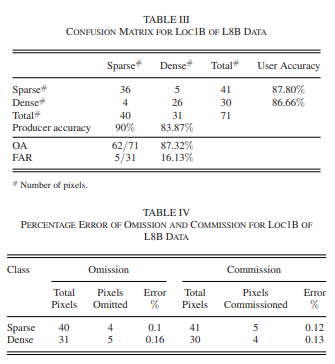 TABLE III
CONFUSION MATRIX FOR LOC1B OF L8B DATA
Sparse# Dense# Total# User Accuracy
Sparse# 36 5 41 87.80%
Dense# 4 26 30 86.66%
Total# 40 31 71
Producer accuracy 90% 83.87%
OA 62/71 87.32%
FAR 5/31 16.13%
# Number of pixels.
TABLE IV
PERCENTAGE ERROR OF OMISSION AND COMMISSION FOR LOC1B OF
L8B DATA
Class Omission Commission
Total Pixels Error Total Pixels Error
Pixels Omitted % Pixels Commissioned %
Sparse 40 4 0.1 41 5 0.12
Dense 31 5 0.16 30 4 0.13